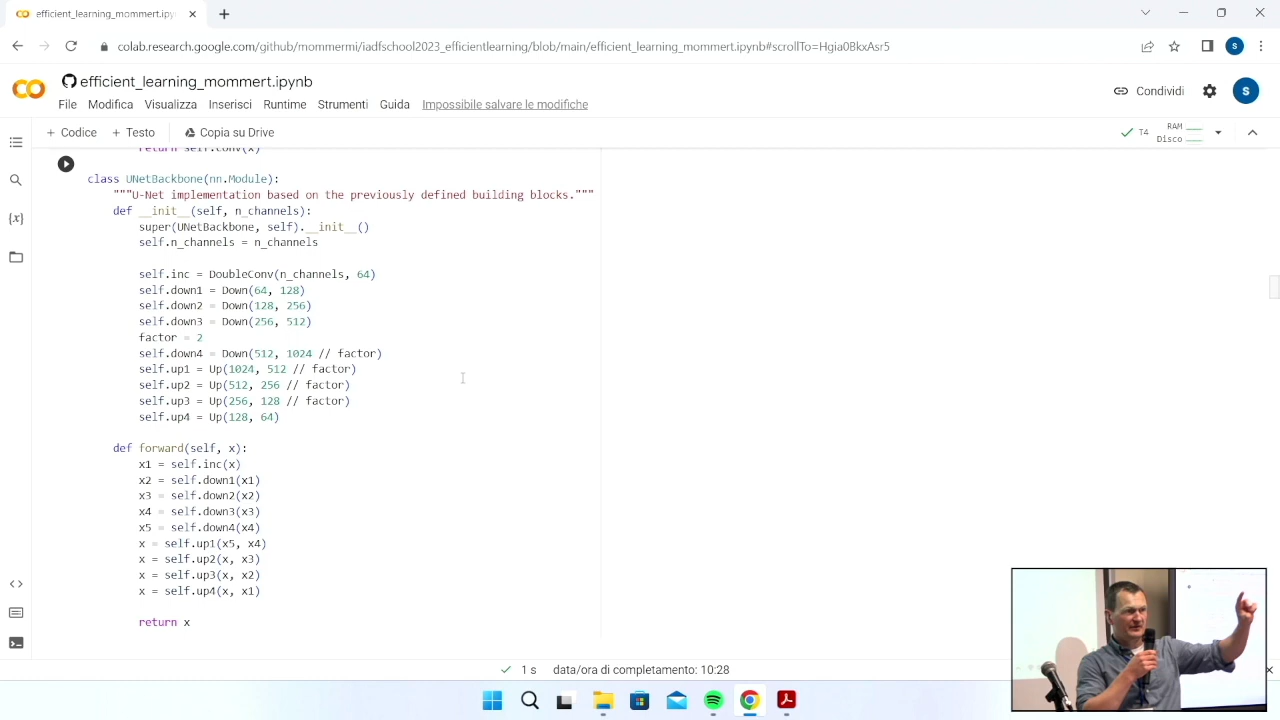 efficient_learning_mommert.ipyn
colab.research.google.com/github/mommermi/iadfschool2023_efficientlearning/blob/main/efficient_learning_mommert.ipynb#scrollTo=Hgia0BkxAsr5
S
efficient_learning_mommert.ipynb
Condividi
S
File Modifica Visualizza Inserisci Runtime Strumenti Guida Impossibile salvare le modifiche
+ Codice + Testo Copia su Drive
T4
RAM
Disco
return self.conv(x)
class UNetBackbone(nn.Module):
"""U-Net implementation based on the previously defined building blocks."""
def __init__(self, n_channels):
super(UNetBackbone, self).__init__()
self.n_channels = n_channels
self.inc = DoubleConv(n_channels, 64)
self.down1 = Down(64, 128)
self.down2 = Down(128, 256)
self.down3 = Down(256, 512)
factor = 2
self.down4 = Down(512, 1024 // factor)
self.up1 = Up(1024, 512 // factor)
self.up2 = Up(512, 256 // factor)
self.up3 = Up(256, 128 // factor)
self.up4 = Up(128, 64)
def forward(self, x):
x1 = self.inc(x)
x2 = self.down1(x1)
x3 = self.down2(x2)
x4 = self.down3(x3)
x5 = self.down4(x4)
x = self.up1(x5, x4)
x = self.up2(x, x3)
x = self.up3(x, x2)
x = self.up4(x, x1)
return x
1 s data/ora di completamento: 10:28